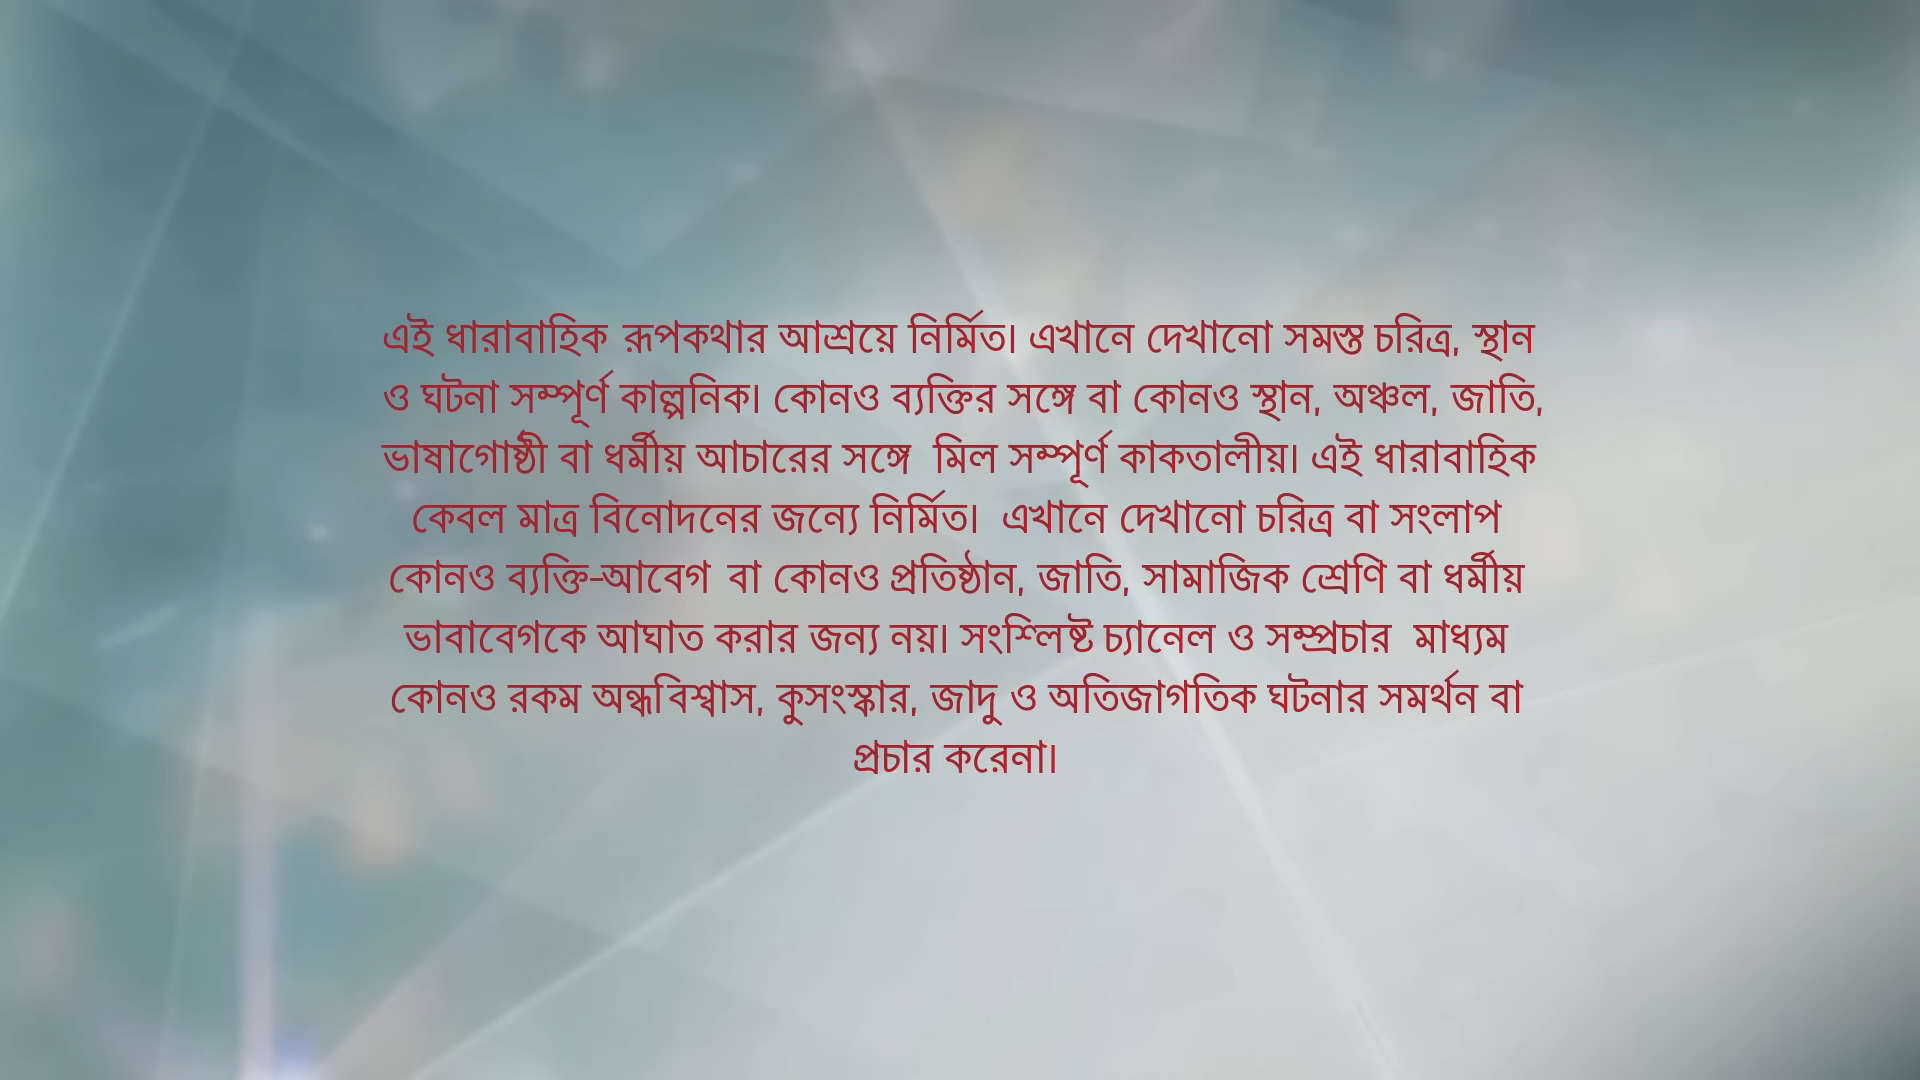 এই ধারাবাহিক রূপকথার আশ্রয়ে নির্মিত। এখানে দেখানো সমস্ত চরিত্র, স্থান
ও ঘটনা সম্পূর্ণ কাল্পনিক। কোনও ব্যক্তির সঙ্গে বা কোনও স্থান, অঞ্চল, জাতি,
ভাষাগোষ্ঠী বা ধর্মীয় আচারের সঙ্গে মিল সম্পূর্ণ কাকতালীয়। এই ধারাবাহিক
কেবল মাত্র বিনোদনের জন্যে নির্মিত। এখানে দেখানো চরিত্র বা সংলাপ
কোনও ব্যক্তি-আবেগ বা কোনও প্রতিষ্ঠান, জাতি, সামাজিক শ্রেণি বা ধর্মীয়
ভাবাবেগকে আঘাত করার জন্য নয়। সংশ্লিষ্ট চ্যানেল ও সম্প্রচার মাধ্যম
কোনও রকম অন্ধবিশ্বাস, কুসংস্কার, জাদু ও অতিজাগতিক ঘটনার সমর্থন বা
প্রচার করেনা।